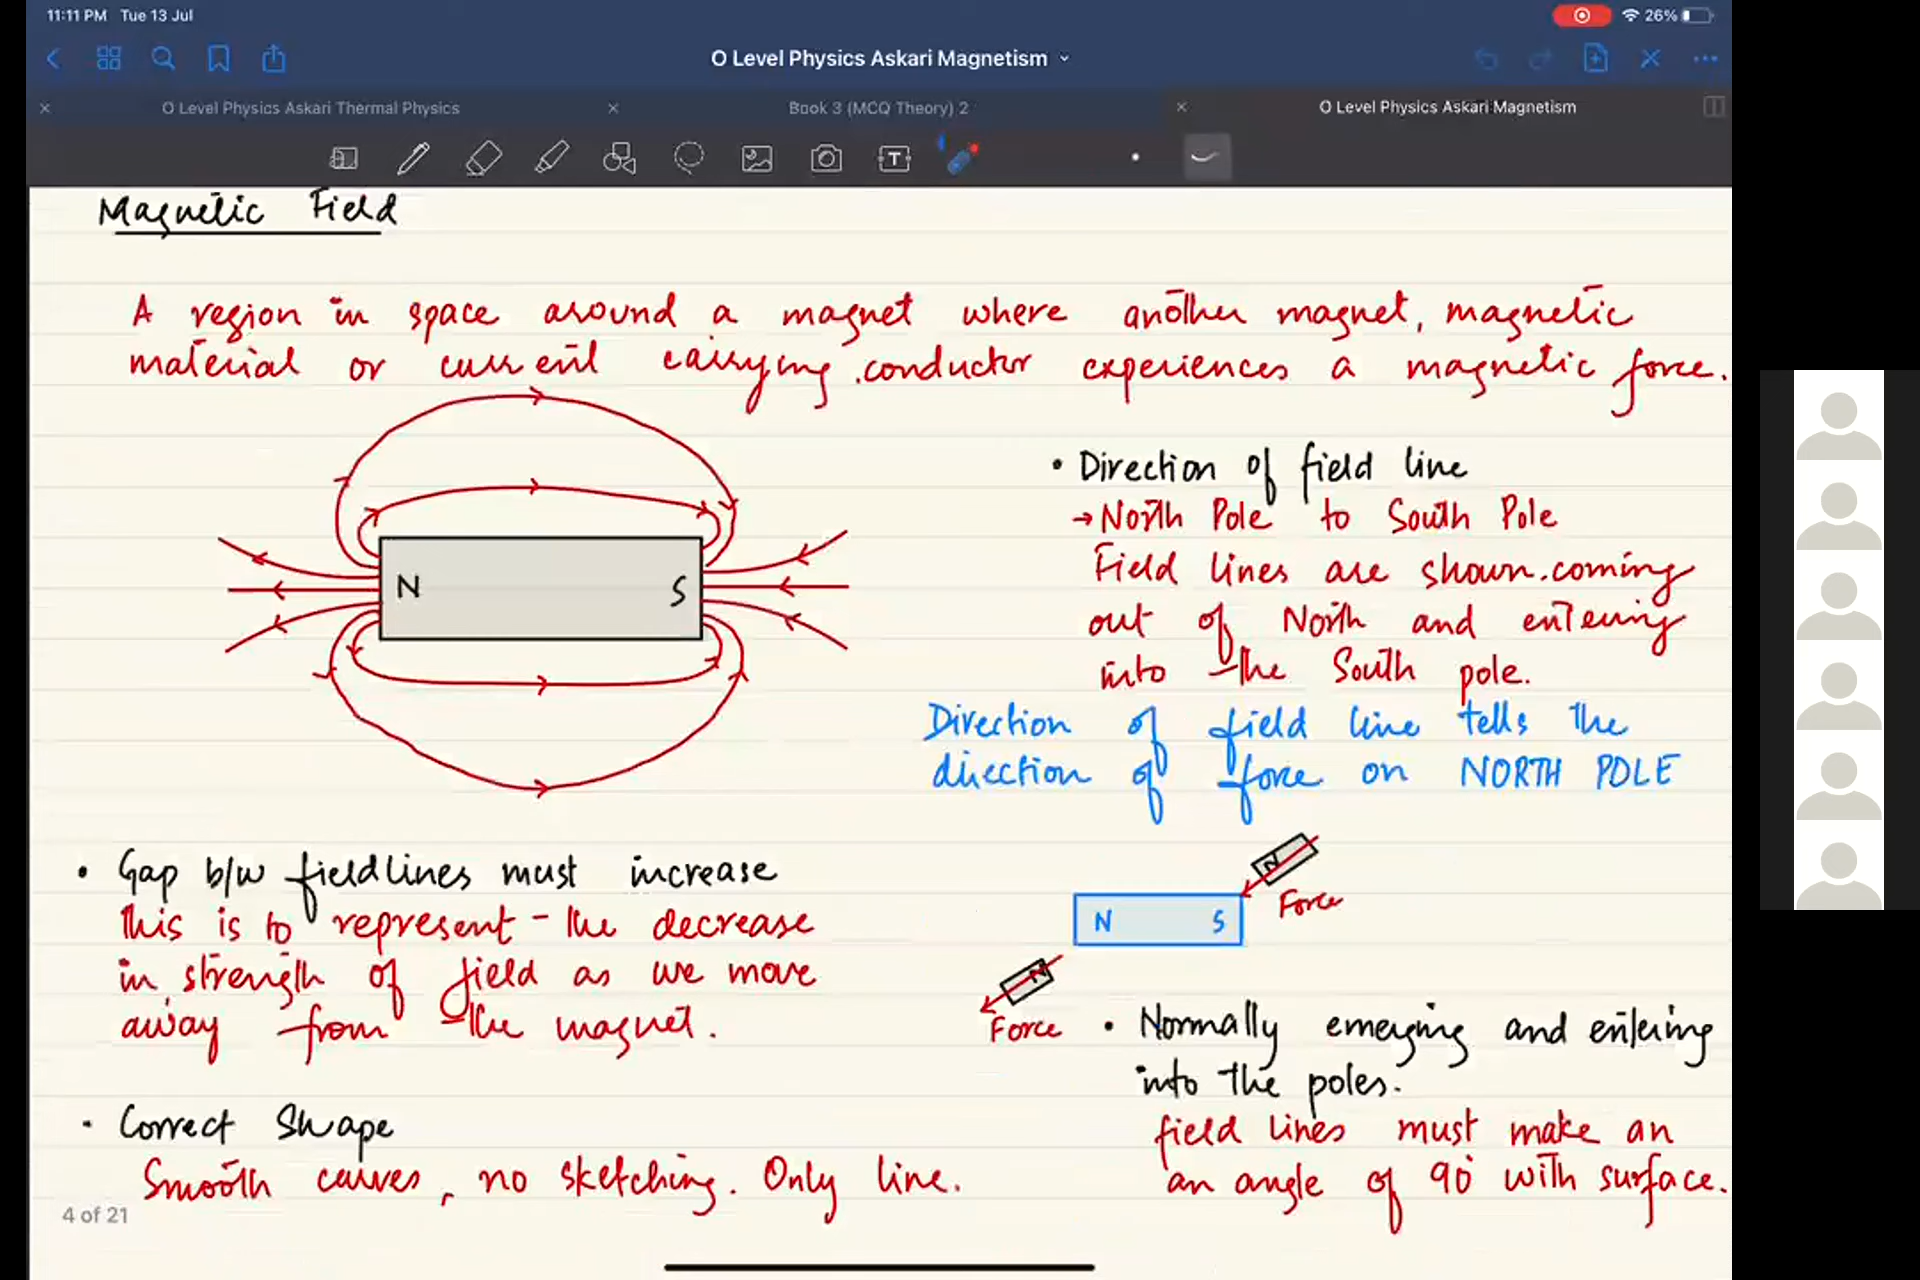 11:11 PM Tue 13 Jul
26%
O Level Physics Askari Magnetism
O Level Physics Askari Thermal Physics
Book 3 (MCQ Theory) 2
O Level Physics Askari Magnetism
T
Magnetic Field
A region in space around a magnet where another magnet, magnetic
material or current carrying conductor experiences a magnetic force.
N S
• Direction of field line
→ North Pole to South Pole
Field lines are shown coming
out of North and entering
into the South pole.
Direction of field line tells the
direction of force on NORTH POLE
• Gap b/w field lines must increase
this is to represent the decrease
in strength of field as we move
away from the magnet.
N
Force
N S
N
Force
• Normally emerging and entering
into the poles.
field lines must make an
an angle of 90° with surface.
• Correct Shape
Smooth curves, no sketching. Only line.
4 of 21